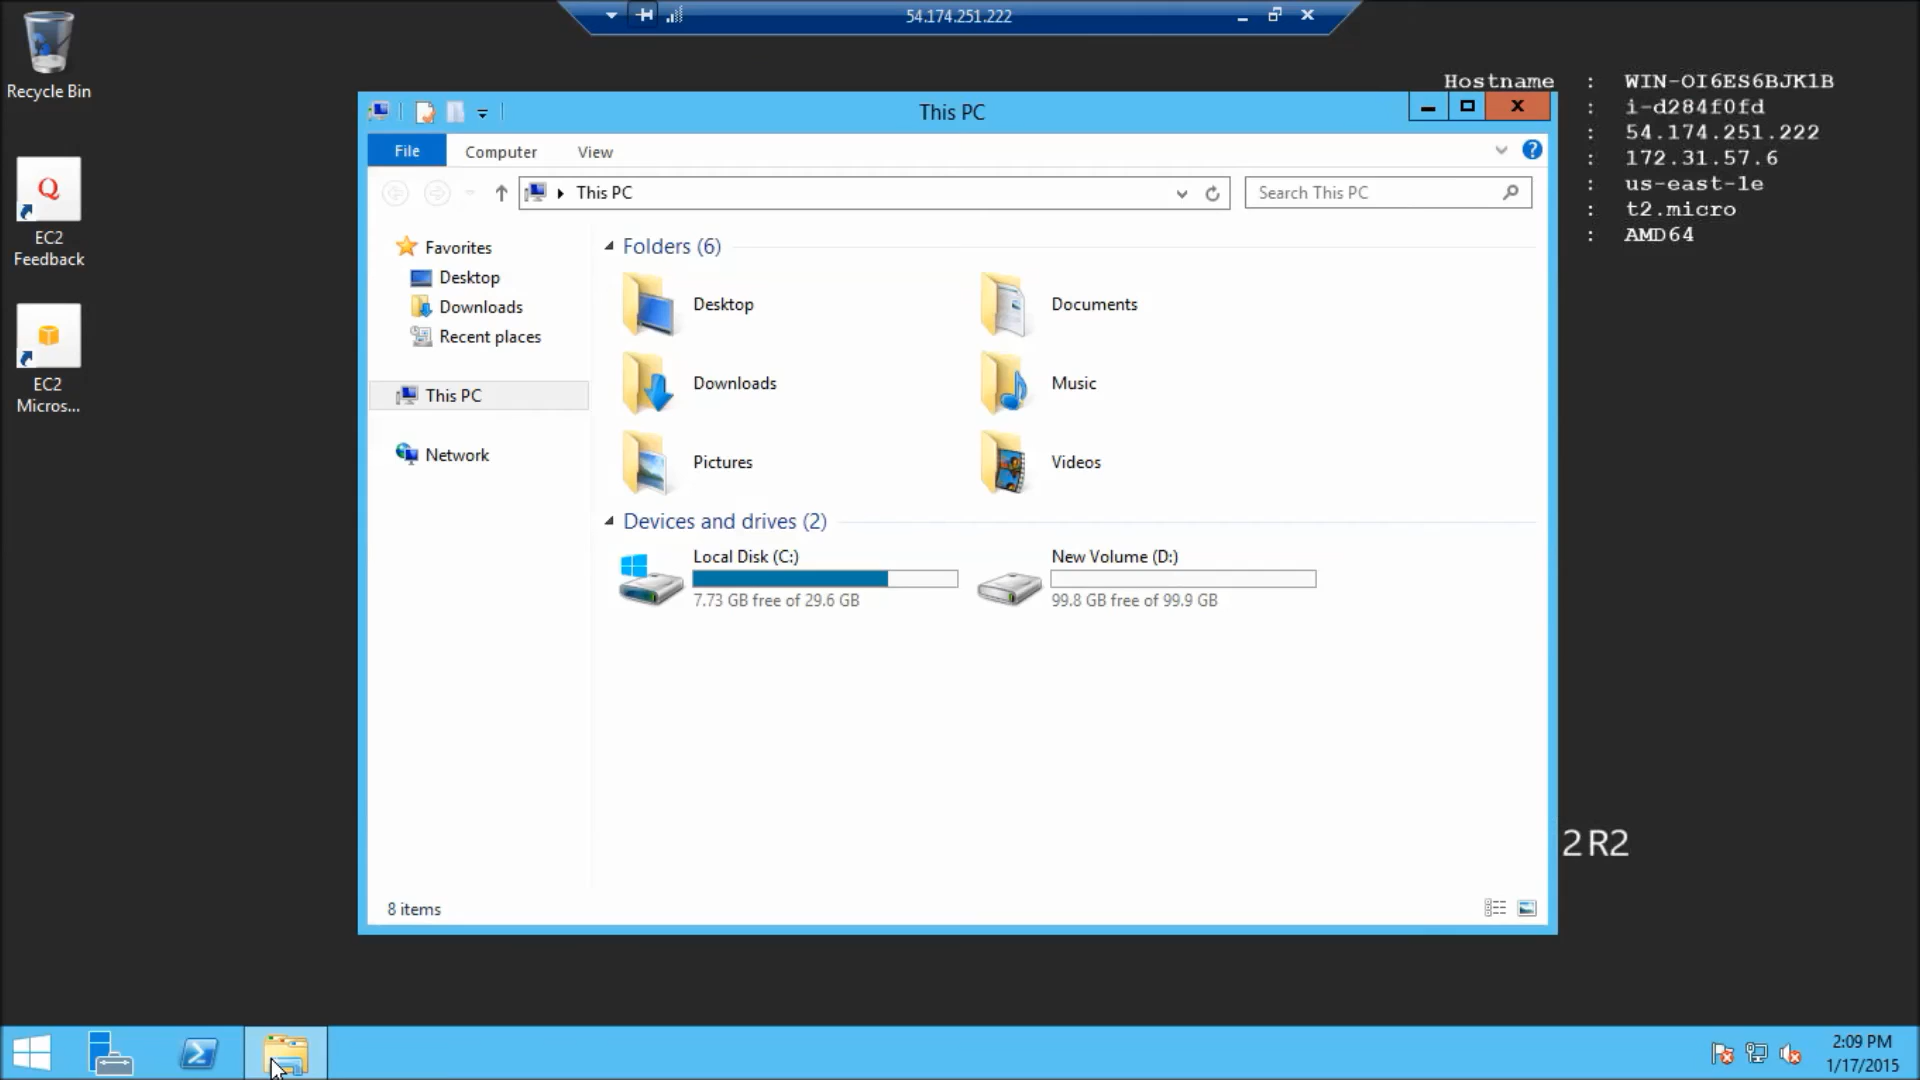 54.174.251.222
Recycle Bin
EC2
Feedback
EC2
Micros...
Hostname : WIN-OI6ES6BJK1B
: i-d284f0fd
: 54.174.251.222
: 172.31.57.6
: us-east-1e
: t2.micro
: AMD64
This PC
File Computer View
This PC
Search This PC
Favorites
Desktop
Downloads
Recent places
This PC
Network
Folders (6)
Desktop
Documents
Downloads
Music
Pictures
Videos
Devices and drives (2)
Local Disk (C:)
7.73 GB free of 29.6 GB
New Volume (D:)
99.8 GB free of 99.9 GB
2 R2
8 items
2:09 PM
1/17/2015